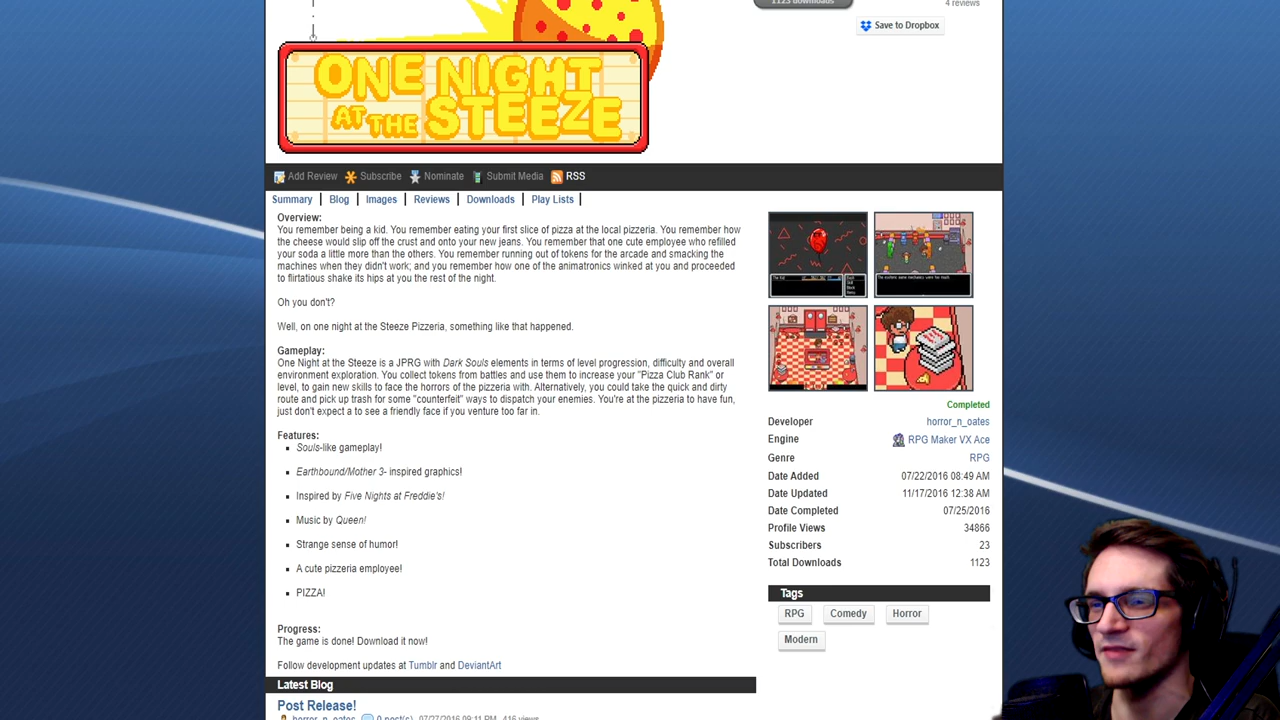 1123 downloads
4 reviews
Save to Dropbox
ONE NIGHT
AT THE STEEZE
Add Review Subscribe Nominate Submit Media RSS
Summary Blog Images Reviews Downloads Play Lists
Overview:
You remember being a kid. You remember eating your first slice of pizza at the local pizzeria. You remember how
the cheese would slip off the crust and onto your new jeans. You remember that one cute employee who refilled
your soda a little more than the others. You remember running out of tokens for the arcade and smacking the
machines when they didn't work; and you remember how one of the animatronics winked at you and proceeded
to flirtatious shake its hips at you the rest of the night.
Oh you don't?
Well, on one night at the Steeze Pizzeria, something like that happened.
Gameplay:
One Night at the Steeze is a JPRG with Dark Souls elements in terms of level progression, difficulty and overall
environment exploration. You collect tokens from battles and use them to increase your "Pizza Club Rank" or
level, to gain new skills to face the horrors of the pizzeria with. Alternatively, you could take the quick and dirty
route and pick up trash for some "counterfeit" ways to dispatch your enemies. You're at the pizzeria to have fun,
just don't expect a to see a friendly face if you venture too far in.
Features:
Souls-like gameplay!
Earthbound/Mother 3- inspired graphics!
Inspired by Five Nights at Freddie's!
Music by Queen!
Strange sense of humor!
A cute pizzeria employee!
PIZZA!
Progress:
The game is done! Download it now!
Follow development updates at Tumblr and DeviantArt
Latest Blog
Post Release!
horror_n_oates 0 post(s) 07/27/2016 09:11 PM 416 views
Completed
Developer horror_n_oates
Engine RPG Maker VX Ace
Genre RPG
Date Added 07/22/2016 08:49 AM
Date Updated 11/17/2016 12:38 AM
Date Completed 07/25/2016
Profile Views 34866
Subscribers 23
Total Downloads 1123
Tags
RPG Comedy Horror
Modern